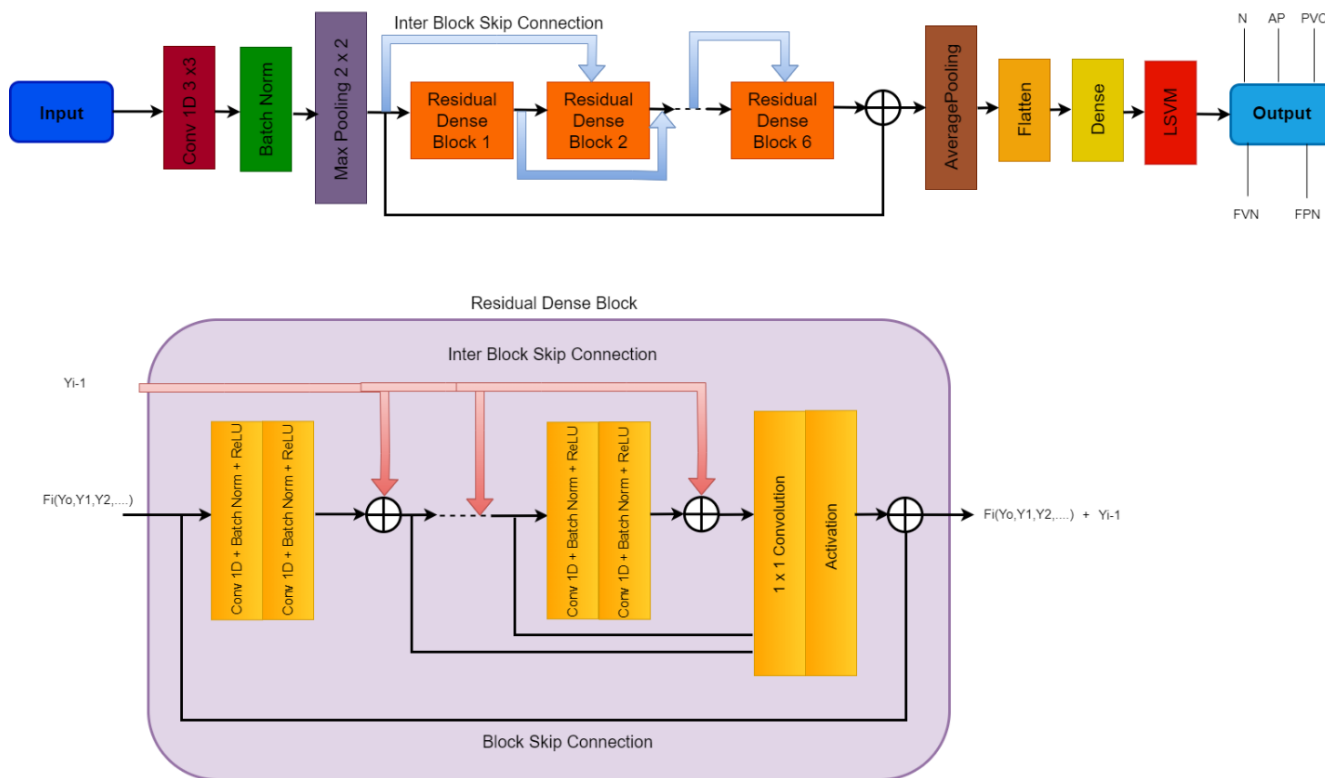 Inter Block Skip Connection
N AP PVC
Input
Conv 1D 3 x3
Batch Norm
Max Pooling 2 x 2
Residual
Dense
Block 1
Residual
Dense
Block 2
Residual
Dense
Block 6
AveragePooling
Flatten
Dense
LSVM
Output
FVN FPN
Residual Dense Block
Inter Block Skip Connection
Yi-1
Fi(Yo,Y1,Y2,....)
Conv 1D + Batch Norm + ReLU
Conv 1D + Batch Norm + ReLU
Conv 1D + Batch Norm + ReLU
Conv 1D + Batch Norm + ReLU
1 x 1 Convolution
Activation
Fi(Yo,Y1,Y2,....) + Yi-1
Block Skip Connection